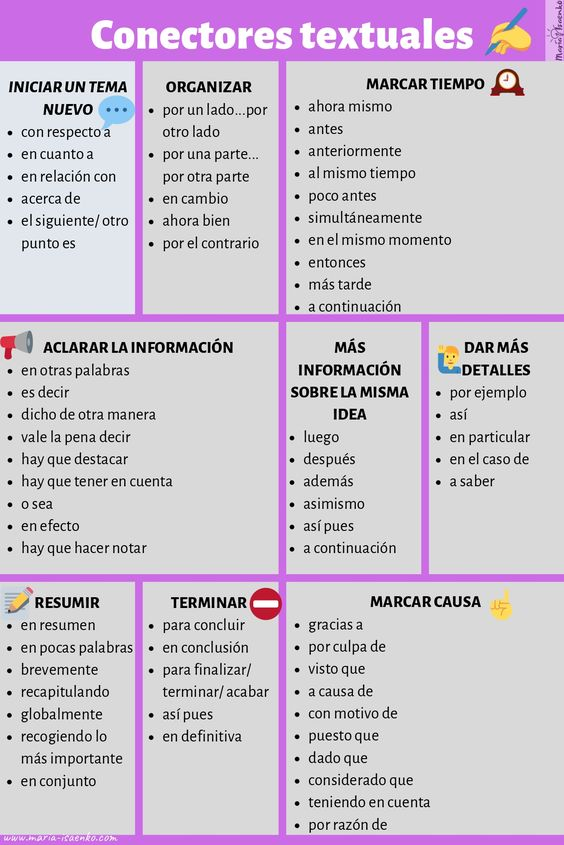 Conectores textuales
Maria Isaenko
INICIAR UN TEMA
NUEVO
• con respecto a
• en cuanto a
• en relación con
• acerca de
• el siguiente/ otro
punto es
ORGANIZAR
• por un lado...por
otro lado
• por una parte...
por otra parte
• en cambio
• ahora bien
• por el contrario
MARCAR TIEMPO
• ahora mismo
• antes
• anteriormente
• al mismo tiempo
• poco antes
• simultáneamente
• en el mismo momento
• entonces
• más tarde
• a continuación
ACLARAR LA INFORMACIÓN
• en otras palabras
• es decir
• dicho de otra manera
• vale la pena decir
• hay que destacar
• hay que tener en cuenta
• o sea
• en efecto
• hay que hacer notar
MÁS
INFORMACIÓN
SOBRE LA MISMA
IDEA
• luego
• después
• además
• asimismo
• así pues
• a continuación
DAR MÁS
DETALLES
• por ejemplo
• así
• en particular
• en el caso de
• a saber
RESUMIR
• en resumen
• en pocas palabras
• brevemente
• recapitulando
• globalmente
• recogiendo lo
más importante
• en conjunto
TERMINAR
• para concluir
• en conclusión
• para finalizar/
terminar/ acabar
• así pues
• en definitiva
MARCAR CAUSA
• gracias a
• por culpa de
• visto que
• a causa de
• con motivo de
• puesto que
• dado que
• considerado que
• teniendo en cuenta
• por razón de
www.maria-isaenko.com